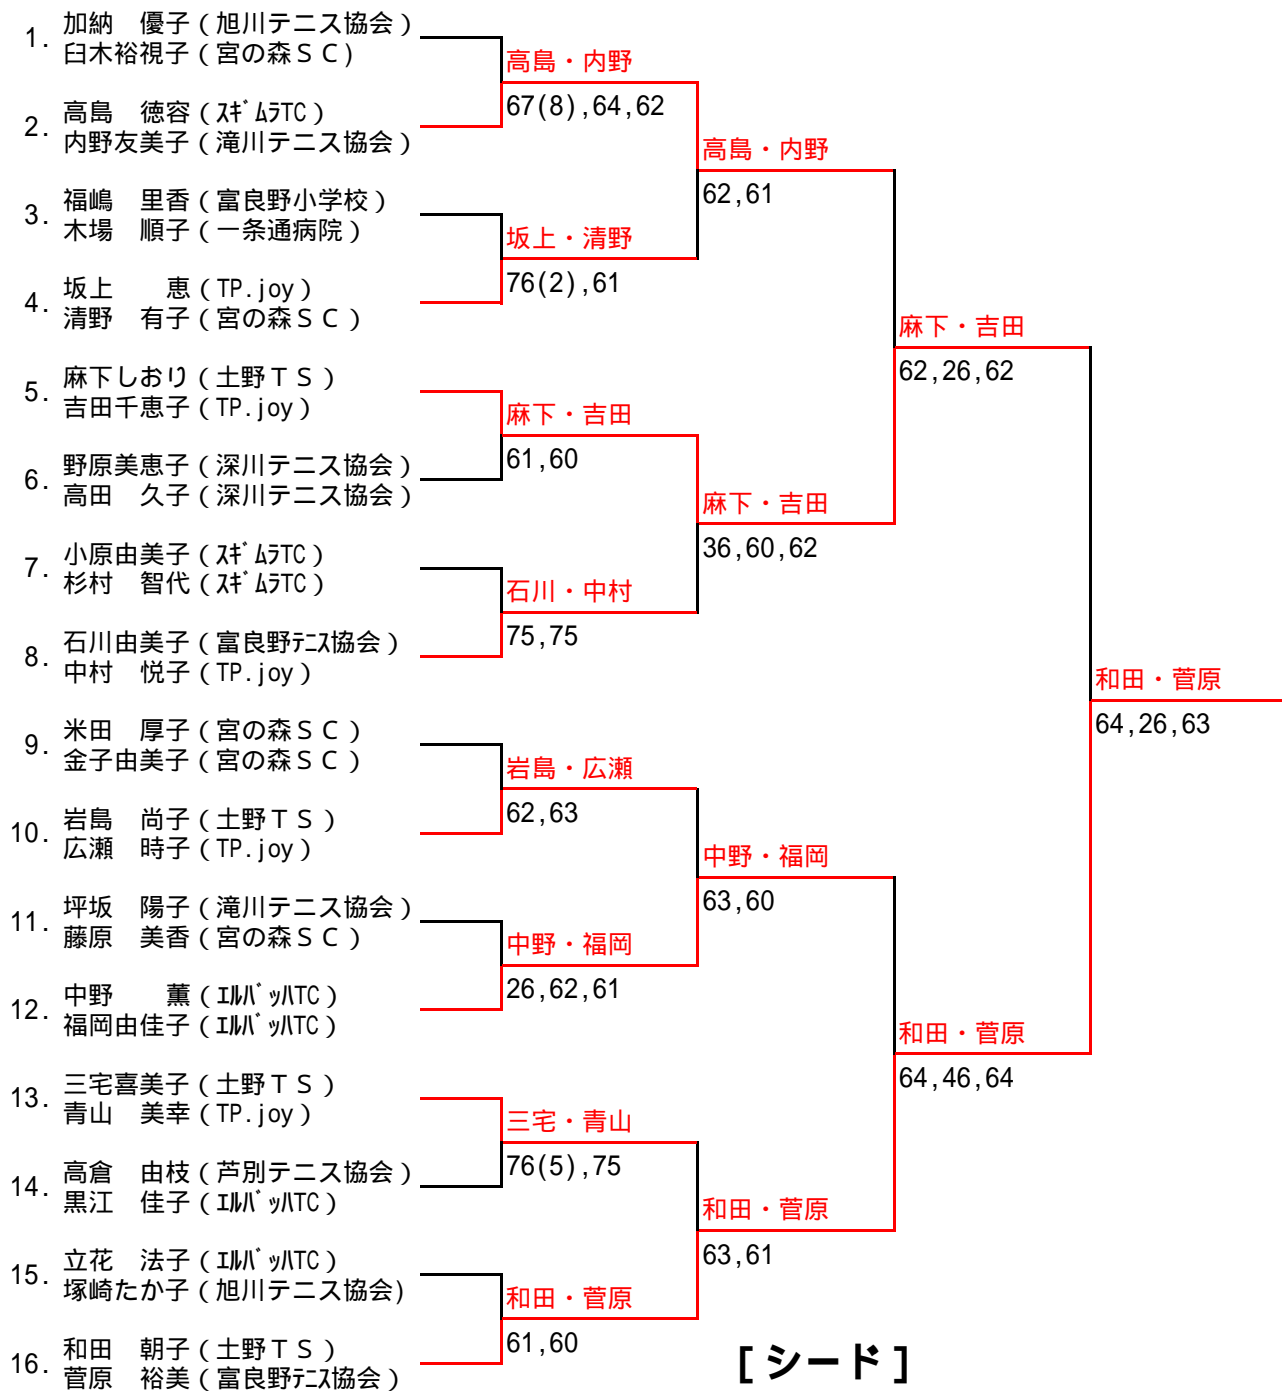 1. 加納　優子(旭川テニス協会)
臼木裕視子(宮の森ＳＣ)
2. 高島　徳容(ｽｷﾞﾑﾗTC)
内野友美子(滝川テニス協会)
3. 福嶋　里香(富良野小学校)
木場　順子(一条通病院)
4. 坂上　　恵(TP.joy)
清野　有子(宮の森ＳＣ)
5. 麻下しおり(土野ＴＳ)
吉田千恵子(TP.joy)
6. 野原美恵子(深川テニス協会)
高田　久子(深川テニス協会)
7. 小原由美子(ｽｷﾞﾑﾗTC)
杉村　智代(ｽｷﾞﾑﾗTC)
8. 石川由美子(富良野ﾃﾆｽ協会)
中村　悦子(TP.joy)
9. 米田　厚子(宮の森ＳＣ)
金子由美子(宮の森ＳＣ)
10. 岩島　尚子(土野ＴＳ)
広瀬　時子(TP.joy)
11. 坪坂　陽子(滝川テニス協会)
藤原　美香(宮の森ＳＣ)
12. 中野　　薫(ｴﾙﾊﾞｯﾊTC)
福岡由佳子(ｴﾙﾊﾞｯﾊTC)
13. 三宅喜美子(土野ＴＳ)
青山　美幸(TP.joy)
14. 高倉　由枝(芦別テニス協会)
黒江　佳子(ｴﾙﾊﾞｯﾊTC)
15. 立花　法子(ｴﾙﾊﾞｯﾊTC)
塚崎たか子(旭川テニス協会)
16. 和田　朝子(土野ＴＳ)
菅原　裕美(富良野ﾃﾆｽ協会)
高島・内野
67(8),64,62
坂上・清野
76(2),61
麻下・吉田
61,60
石川・中村
75,75
岩島・広瀬
62,63
中野・福岡
26,62,61
三宅・青山
76(5),75
和田・菅原
61,60
高島・内野
62,61
麻下・吉田
36,60,62
中野・福岡
63,60
和田・菅原
63,61
麻下・吉田
62,26,62
和田・菅原
64,46,64
和田・菅原
64,26,63
[シード]